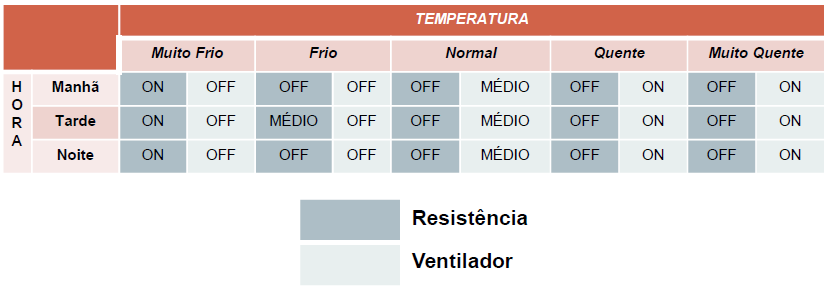 TEMPERATURA
Muito Frio Frio Normal Quente Muito Quente
HORA
Manhã ON OFF OFF OFF OFF MÉDIO OFF ON OFF ON
Tarde ON OFF MÉDIO OFF OFF MÉDIO OFF ON OFF ON
Noite ON OFF OFF OFF OFF MÉDIO OFF ON OFF ON
Resistência
Ventilador